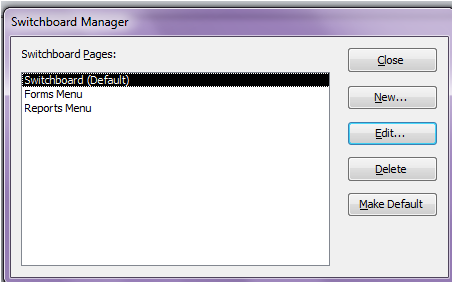 Switchboard Manager
Switchboard Pages:
Switchboard (Default)
Forms Menu
Reports Menu
Close
New...
Edit...
Delete
Make Default